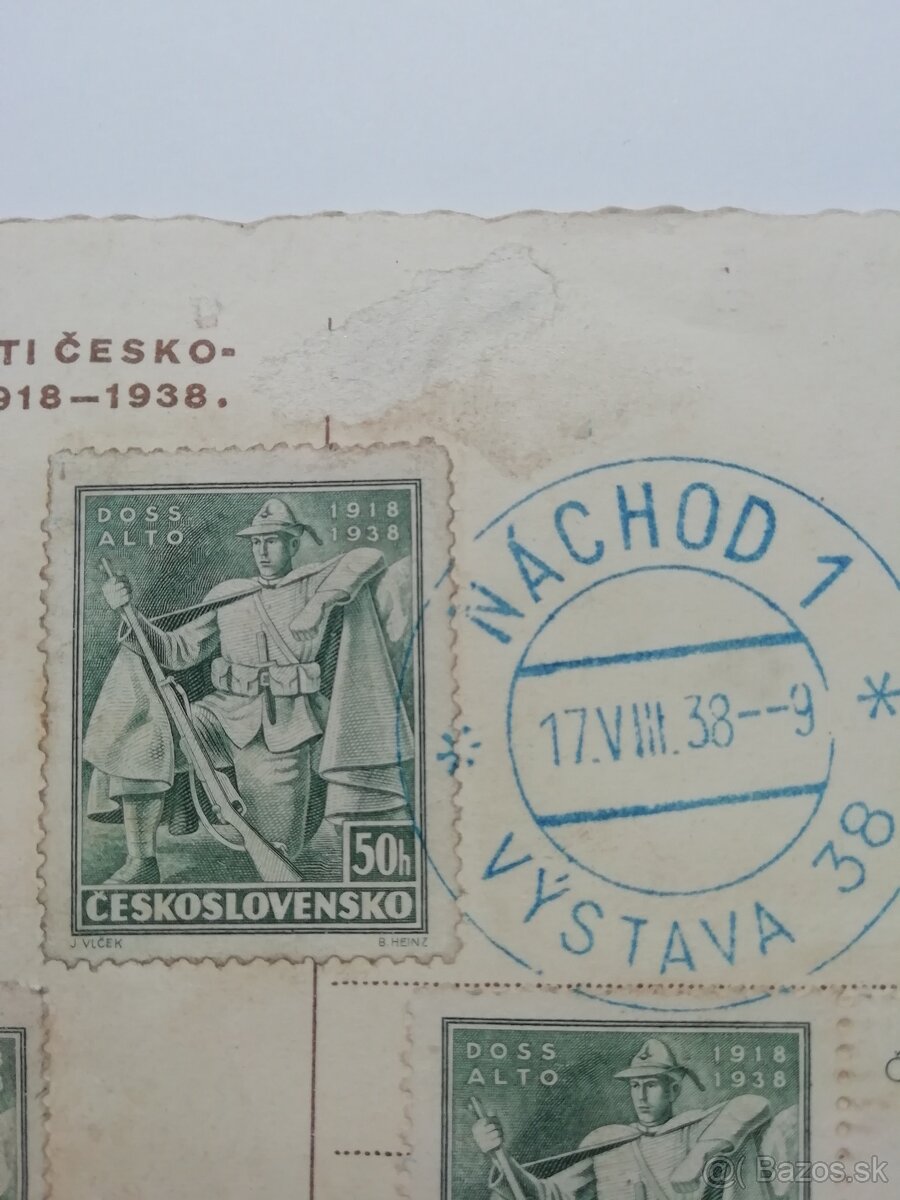 TI ČESKO-
918—1938.
DOSS 1918
ALTO 1938
50h
ČESKOSLOVENSKO
J. VLČEK B. HEINZ
NÁCHOD 1
17.VIII.38--9
VÝSTAVA 38
DOSS 1918
ALTO 1938
Bazos.sk